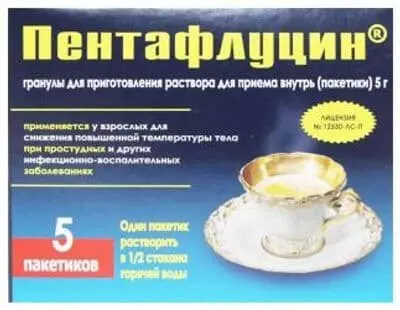 Пентафлуцин®
гранулы для приготовления раствора для приема внутрь (пакетики) 5 г
ЛИЦЕНЗИЯ
№ 12530-ЛС-П
применяется у взрослых для
снижения повышенной температуры тела
при простудных и других
инфекционно-воспалительных
заболеваниях
5
пакетиков
Один пакетик
растворить
в 1/2 стакана
горячей воды